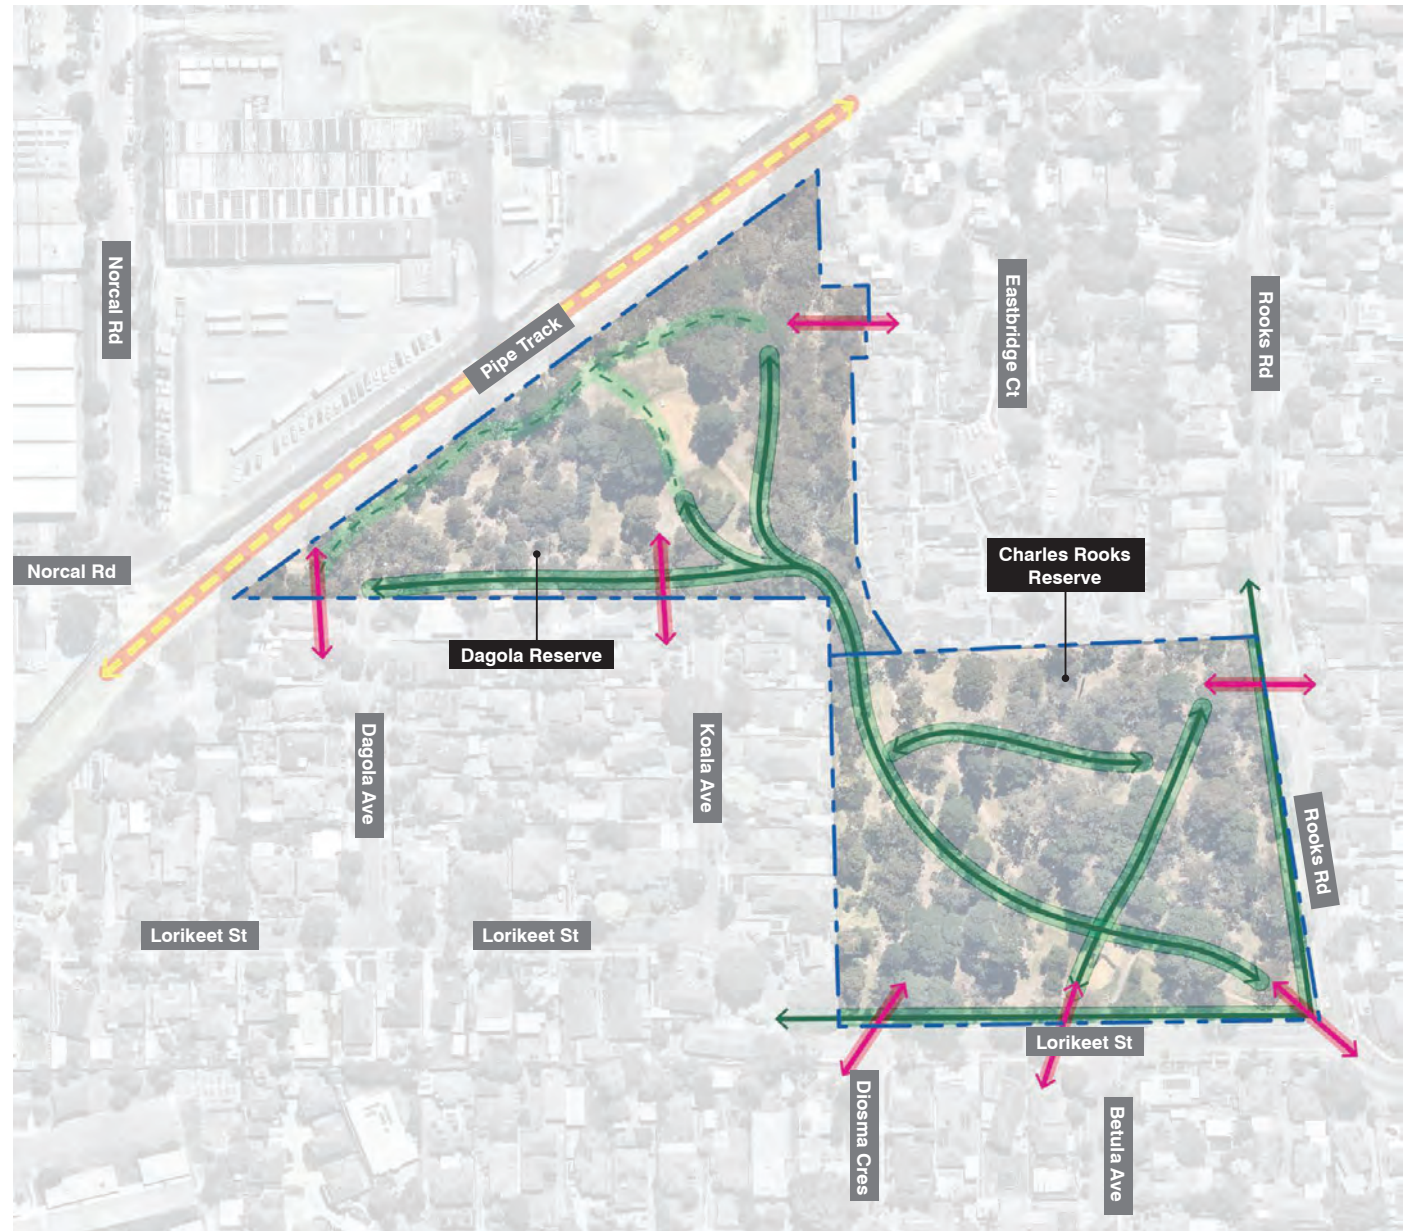 Norcal Rd
Pipe Track
Eastbridge Ct
Rooks Rd
Norcal Rd
Charles Rooks
Reserve
Dagola Reserve
Dagola Ave
Koala Ave
Rooks Rd
Lorikeet St
Lorikeet St
Lorikeet St
Diosma Cres
Betula Ave